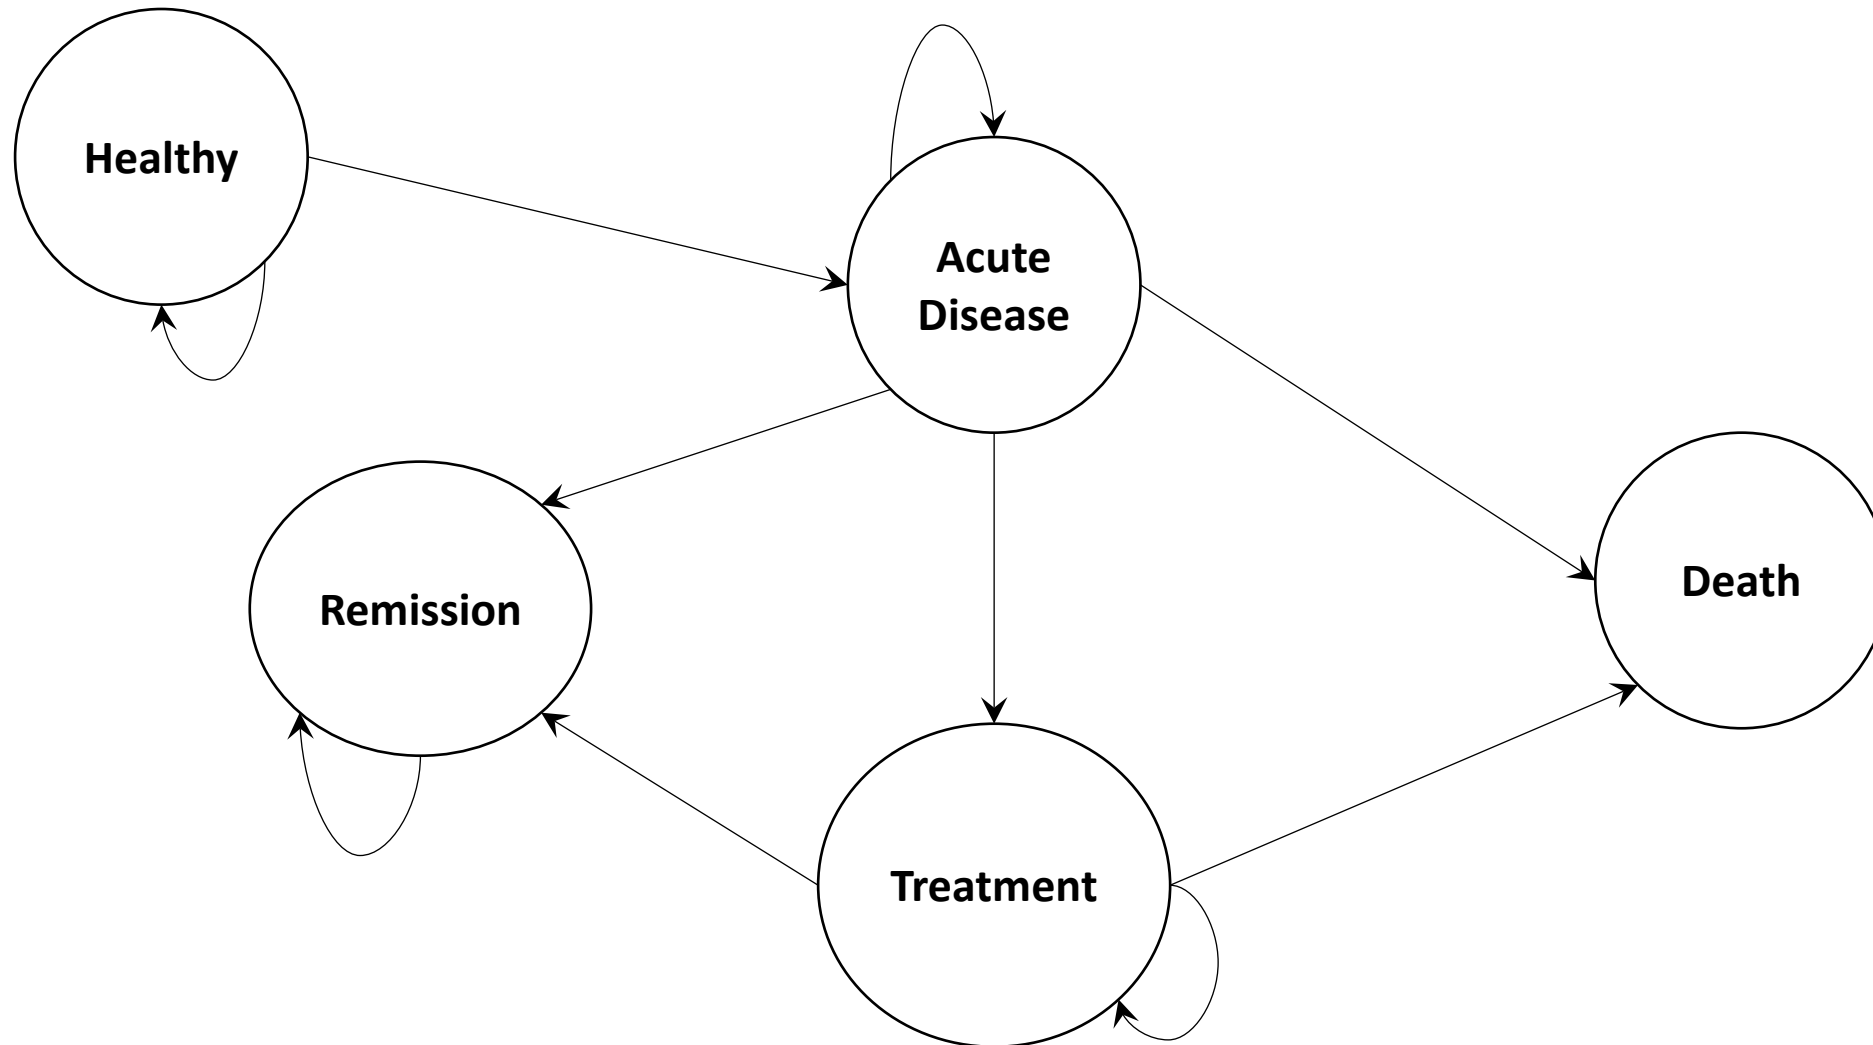 Healthy
Acute
Disease
Remission
Death
Treatment